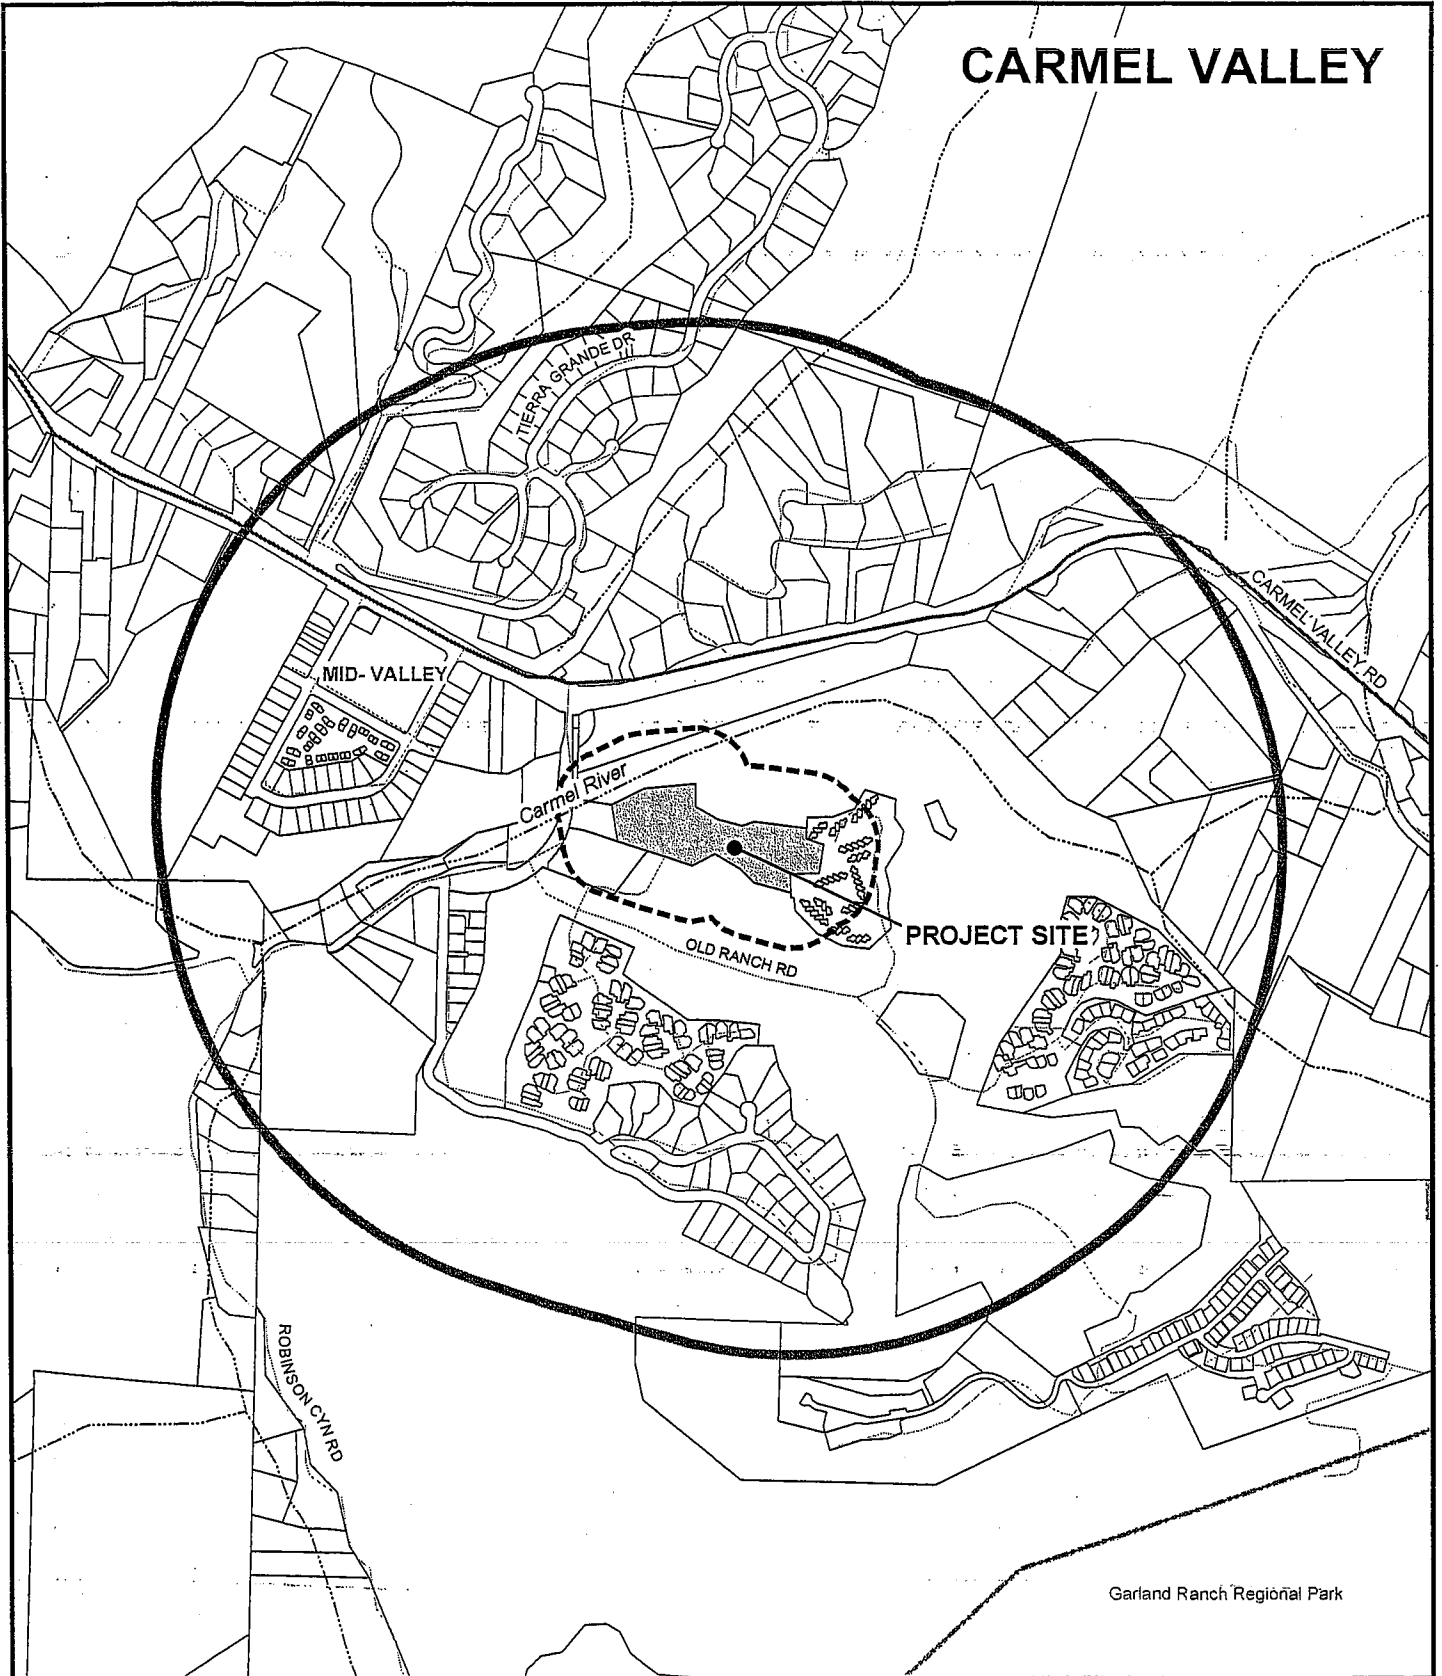 CARMEL VALLEY
TIERRA GRANDE DR
CARMEL VALLEY RD
MID- VALLEY
Carmel River
PROJECT SITE
OLD RANCH RD
ROBINSON CYN RD
Garland Ranch Regional Park